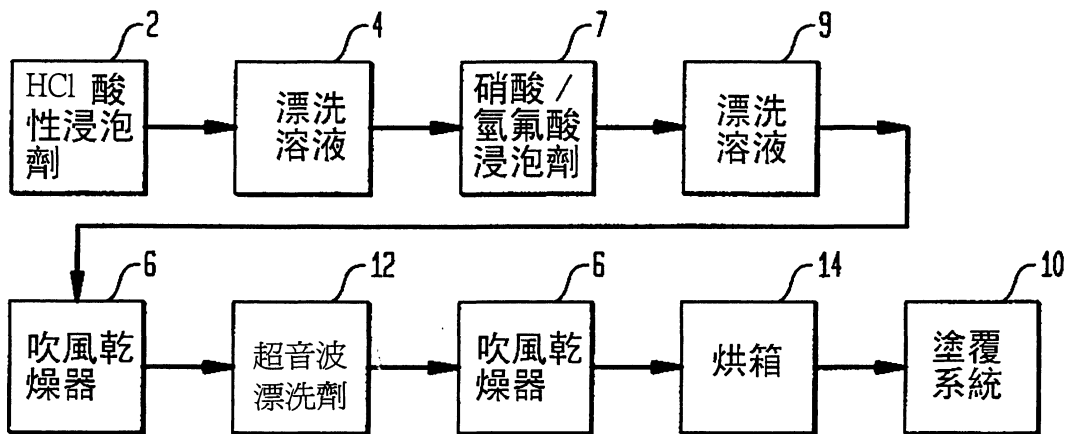 2
HCl 酸
性浸泡
劑
4
漂洗
溶液
7
硝酸/
氫氟酸
浸泡劑
9
漂洗
溶液
6
吹風乾
燥器
12
超音波
漂洗劑
6
吹風乾
燥器
14
烘箱
10
塗覆
系統